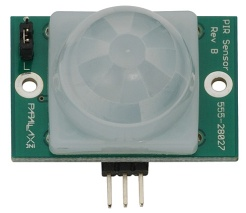 PIR Sensor
Rev B
555-28027
PARALLAX